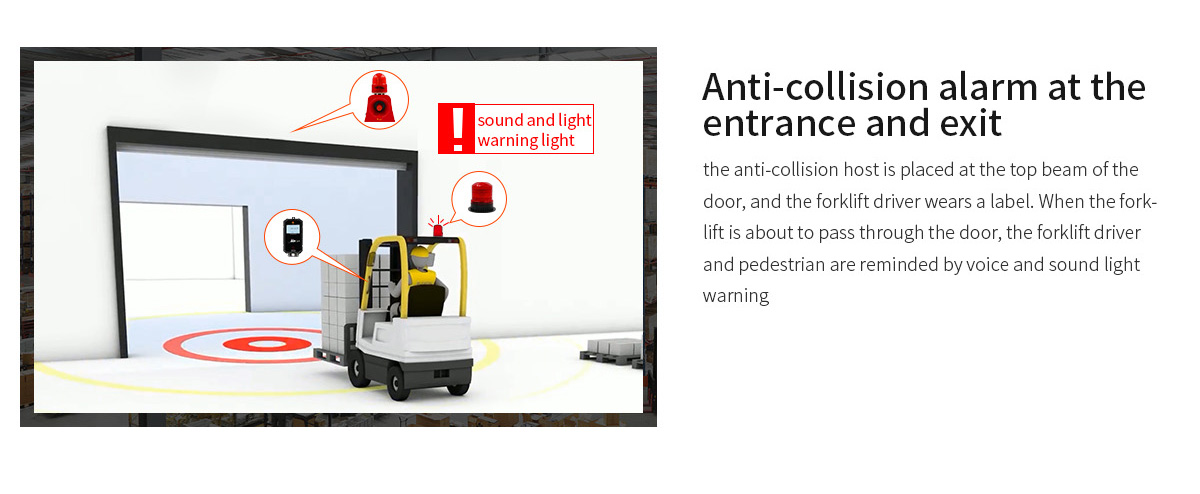 sound and light
warning light
Anti-collision alarm at the
entrance and exit
the anti-collision host is placed at the top beam of the
door, and the forklift driver wears a label. When the fork-
lift is about to pass through the door, the forklift driver
and pedestrian are reminded by voice and sound light
warning